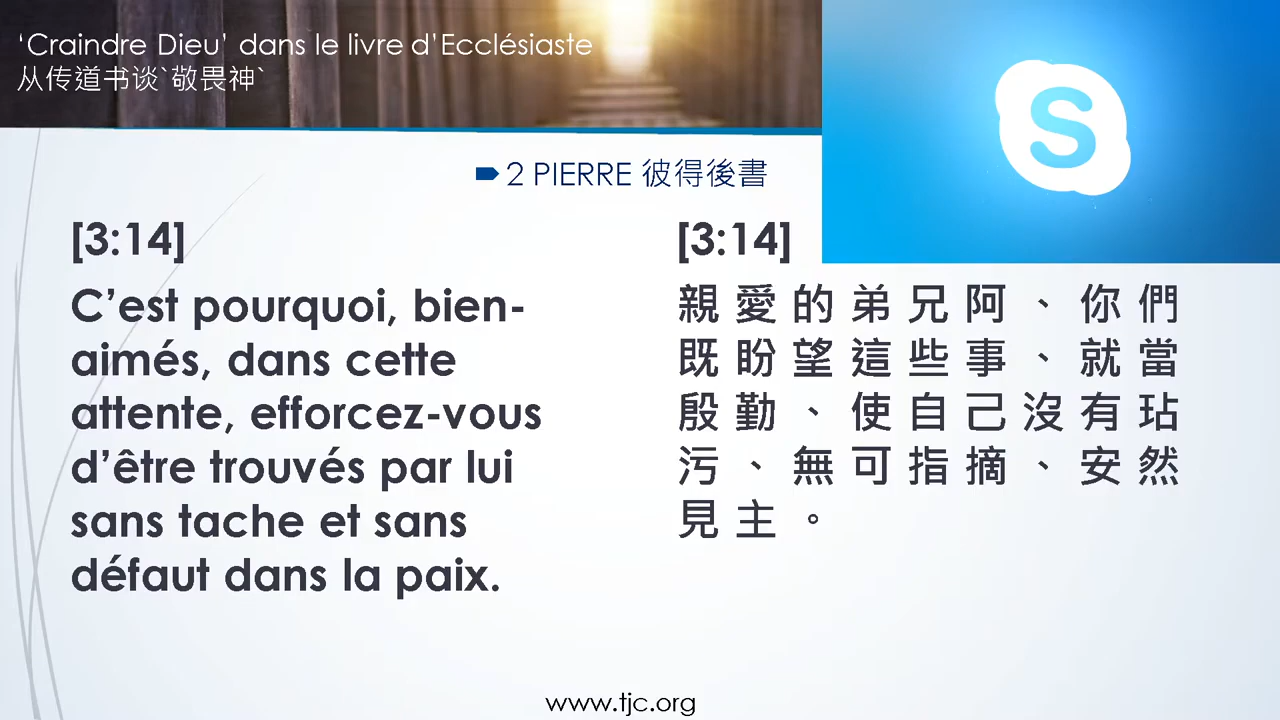 ‘Craindre Dieu’ dans le livre d’Ecclésiaste
从传道书谈`敬畏神`
S
2 PIERRE 彼得後書
[3:14]
C’est pourquoi, bien-
aimés, dans cette
attente, efforcez-vous
d’être trouvés par lui
sans tache et sans
défaut dans la paix.
[3:14]
親愛的弟兄阿、你們
既盼望這些事、就當
殷勤、使自己沒有玷
污、無可指摘、安然
見主。
www.tjc.org